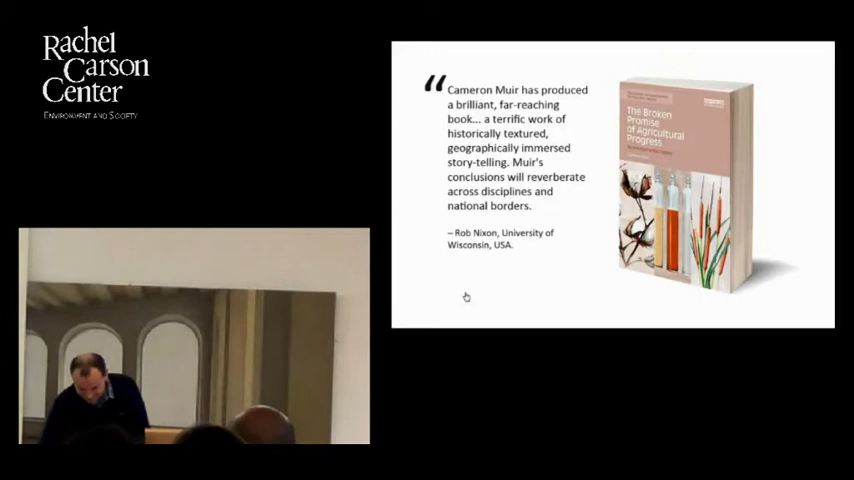 Rachel
Carson
Center
ENVIRONMENT AND SOCIETY
“Cameron Muir has produced
a brilliant, far-reaching
book... a terrific work of
historically textured,
geographically immersed
story-telling. Muir's
conclusions will reverberate
across disciplines and
national borders.
– Rob Nixon, University of
Wisconsin, USA.
The Broken
Promise
of Agricultural
Progress